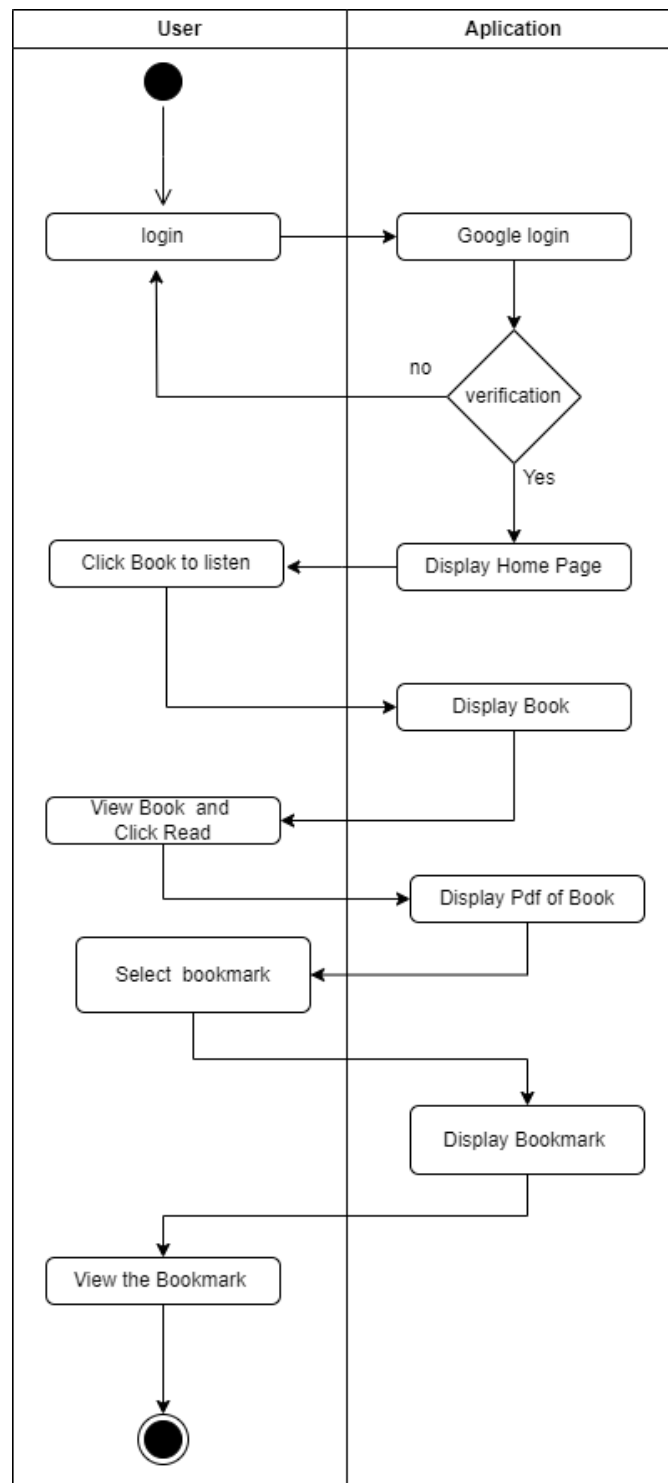 User
Aplication
login
Google login
no
verification
Yes
Click Book to listen
Display Home Page
Display Book
View Book  and
Click Read
Display Pdf of Book
Select  bookmark
Display Bookmark
View the Bookmark